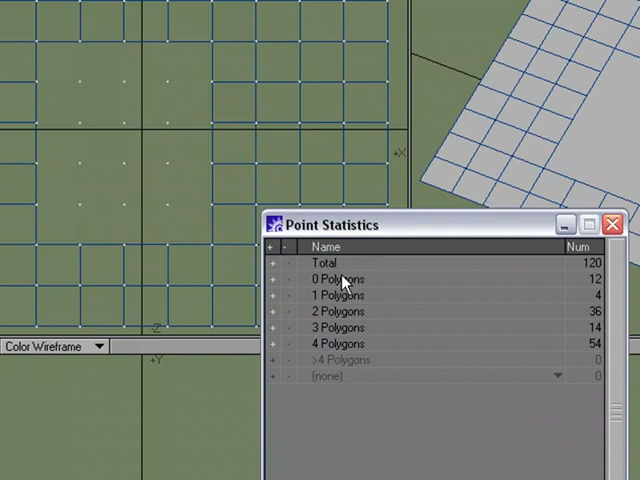 +X
Point Statistics
+ - Name Num
+ · Total 120
+ · 0 Polygons 12
+ · 1 Polygons 4
+ · 2 Polygons 36
+ · 3 Polygons 14
+ · 4 Polygons 54
+ · >4 Polygons 0
+ · (none) 0
-Z
Color Wireframe
+Y